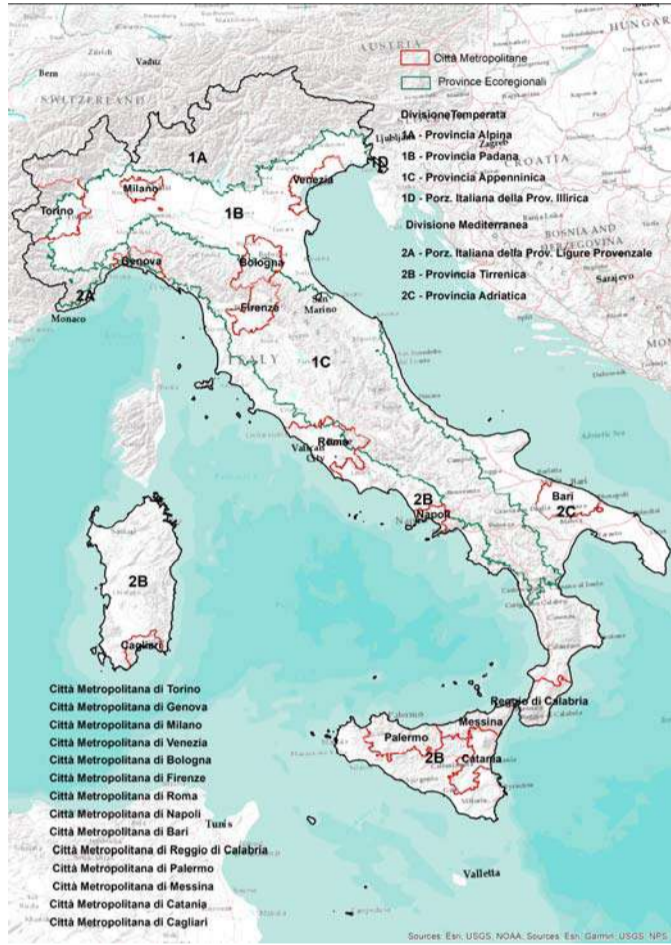 HUNGAR
Zürich
Vaduz
AUSTRIA
Bern
Città Metropolitane
SWITZERLAND
Province Ecoregionali
Ljubljana
DivisioneTemperata
Zagreb
1A
1D
1A - Provincia Alpina
CROATIA
Milano
Venezia
1B - Provincia Padana
Torino
1B
1C - Provincia Appenninica
1D - Porz. Italiana della Prov. Illirica
BOSNIA AND
HERZEGOVINA
Divisione Mediterranea
Genova
Bologna
2A - Porz. Italiana della Prov. Ligure Provenzale
Sarajevo
2A
2B - Provincia Tirrenica
Firenze
San
Marino
2C - Provincia Adriatica
Monaco
ITALY
1C
Adriatic Sea
Roma
Vatican
City
Bari
Bari
2B
Napoli
2C
2B
Cagliari
Città Metropolitana di Torino
Reggio di Calabria
Città Metropolitana di Genova
Palermo
Messina
Città Metropolitana di Milano
Palermo
Città Metropolitana di Venezia
2B
Catania
Città Metropolitana di Bologna
Città Metropolitana di Firenze
Città Metropolitana di Roma
Città Metropolitana di Napoli
Tunis
Città Metropolitana di Bari
Città Metropolitana di Reggio di Calabria
Città Metropolitana di Palermo
Valletta
Città Metropolitana di Messina
Città Metropolitana di Catania
Città Metropolitana di Cagliari
Sources: Esri, USGS, NOAA; Sources: Esri, Garmin, USGS, NPS